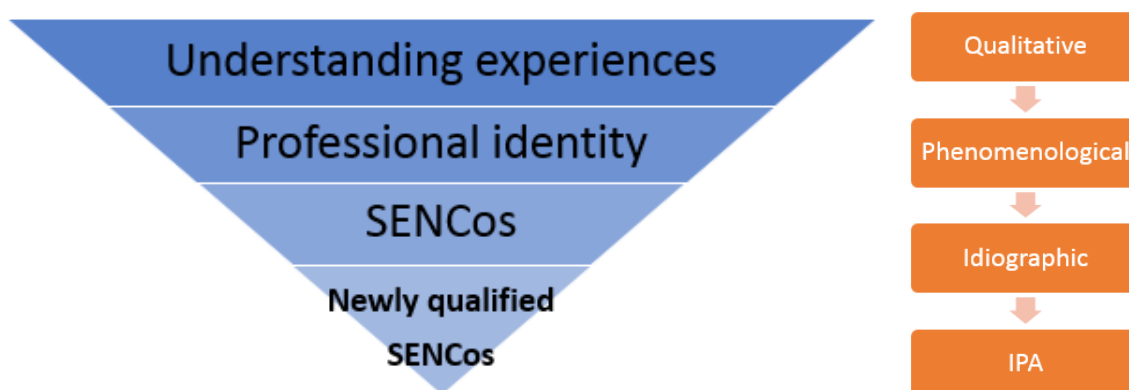 Understanding experiences
Professional identity
SENCos
Newly qualified
SENCos
Qualitative
Phenomenological
Idiographic
IPA